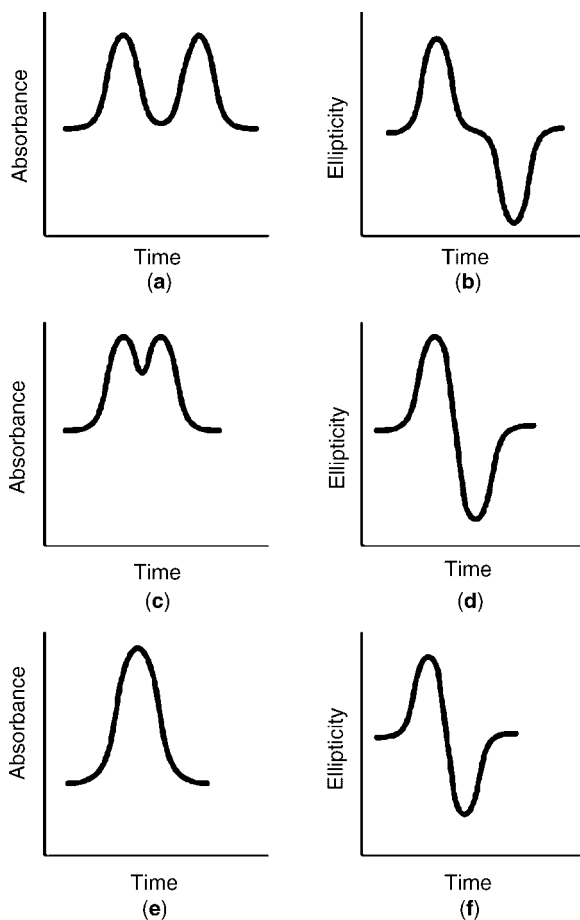 Absorbance
Time
(a)
Ellipticity
Time
(b)
Absorbance
Time
(c)
Ellipticity
Time
(d)
Absorbance
Time
(e)
Ellipticity
Time
(f)